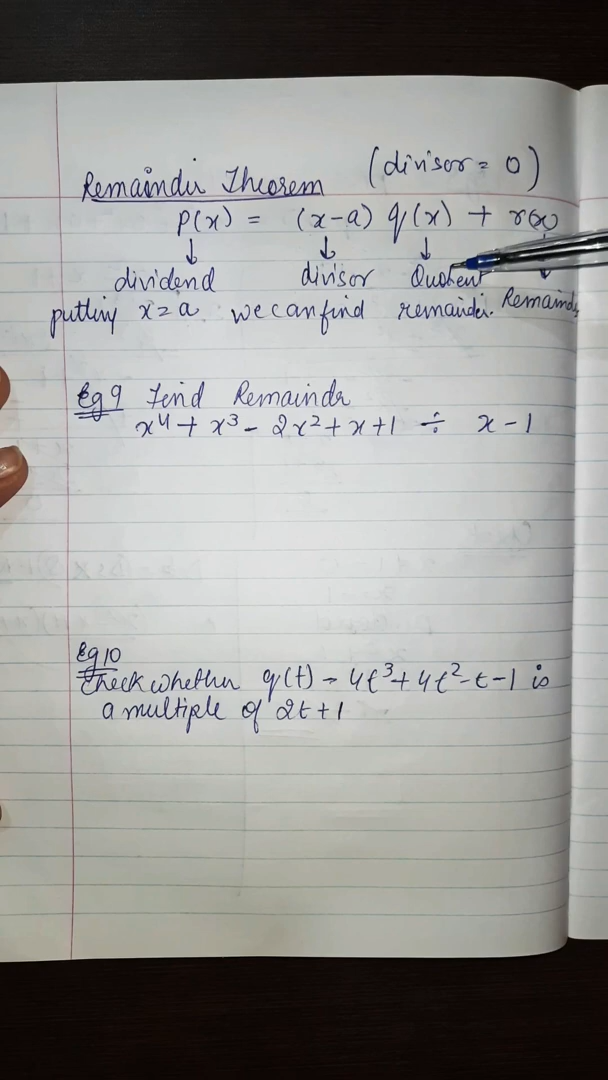 Remainder Theorem (divisor = 0)
p(x) = (x-a) q(x) + r(x)
↓ ↓ ↓ ↓
dividend divisor Quotient
putting x=a we can find remainder. Remainder
Eg 9 Find Remainder
x⁴ + x³ - 2x² + x + 1 ÷ x - 1
Eg 10
Check whether q(t) = 4t³ + 4t² - t - 1 is
a multiple of 2t + 1